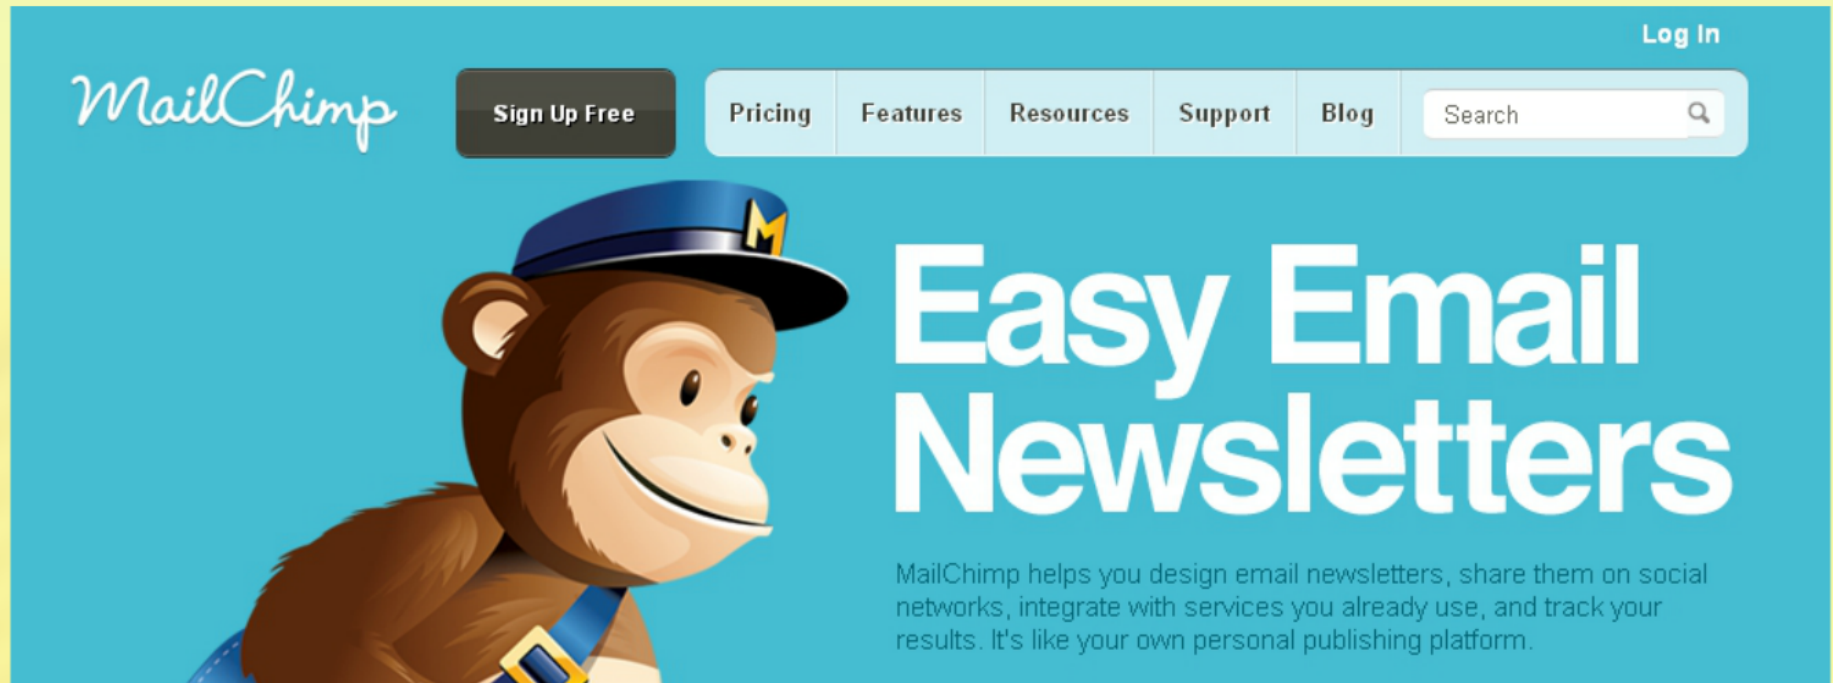 Log In
MailChimp
Sign Up Free
Pricing
Features
Resources
Support
Blog
Search
M
Easy Email
Newsletters
MailChimp helps you design email newsletters, share them on social
networks, integrate with services you already use, and track your
results. It's like your own personal publishing platform.